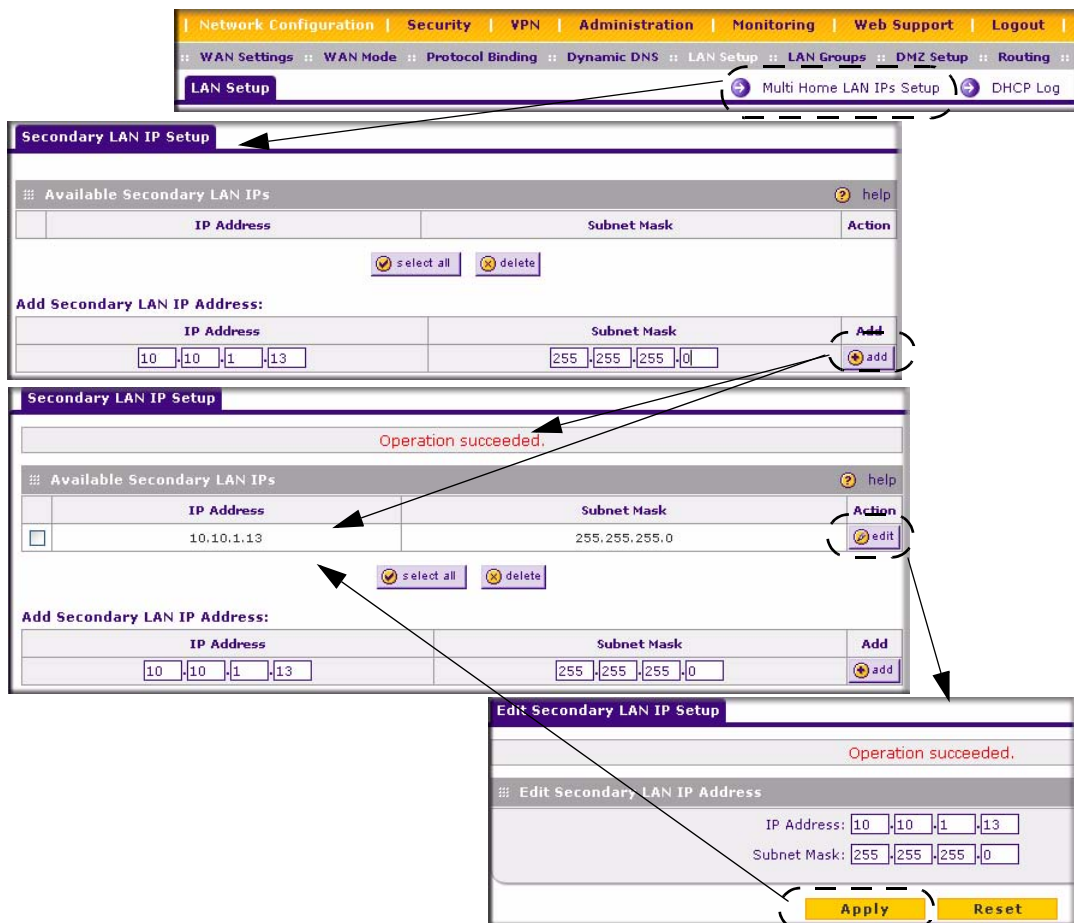 | Network Configuration | Security | VPN | Administration | Monitoring | Web Support | Logout |
:: WAN Settings :: WAN Mode :: Protocol Binding :: Dynamic DNS :: LAN Setup :: LAN Groups :: DMZ Setup :: Routing ::
LAN Setup Multi Home LAN IPs Setup DHCP Log
Secondary LAN IP Setup
Available Secondary LAN IPs ? help
IP Address Subnet Mask Action
select all delete
Add Secondary LAN IP Address:
IP Address Subnet Mask Add
10 .10 .1 .13 255 .255 .255 .0 add
Secondary LAN IP Setup
Operation succeeded.
Available Secondary LAN IPs ? help
IP Address Subnet Mask Action
10.10.1.13 255.255.255.0 edit
select all delete
Add Secondary LAN IP Address:
IP Address Subnet Mask Add
10 .10 .1 .13 255 .255 .255 .0 add
Edit Secondary LAN IP Setup
Operation succeeded.
Edit Secondary LAN IP Address
IP Address: 10 .10 .1 .13
Subnet Mask: 255 .255 .255 .0
Apply Reset